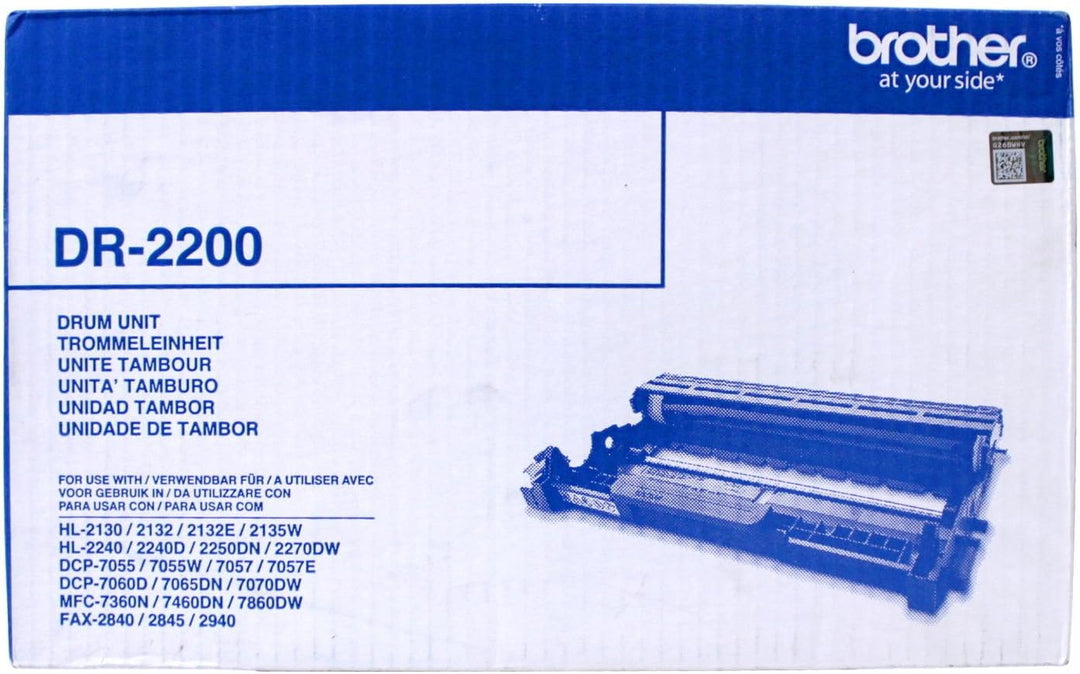 brother®
at your side*
*à vos côtés
brother
DR-2200
DRUM UNIT
TROMMELEINHEIT
UNITE TAMBOUR
UNITA' TAMBURO
UNIDAD TAMBOR
UNIDADE DE TAMBOR
FOR USE WITH / VERWENDBAR FÜR / A UTILISER AVEC
VOOR GEBRUIK IN / DA UTILIZZARE CON
PARA USAR CON / PARA USAR COM
HL-2130 / 2132 / 2132E / 2135W
HL-2240 / 2240D / 2250DN / 2270DW
DCP-7055 / 7055W / 7057 / 7057E
DCP-7060D / 7065DN / 7070DW
MFC-7360N / 7460DN / 7860DW
FAX-2840 / 2845 / 2940